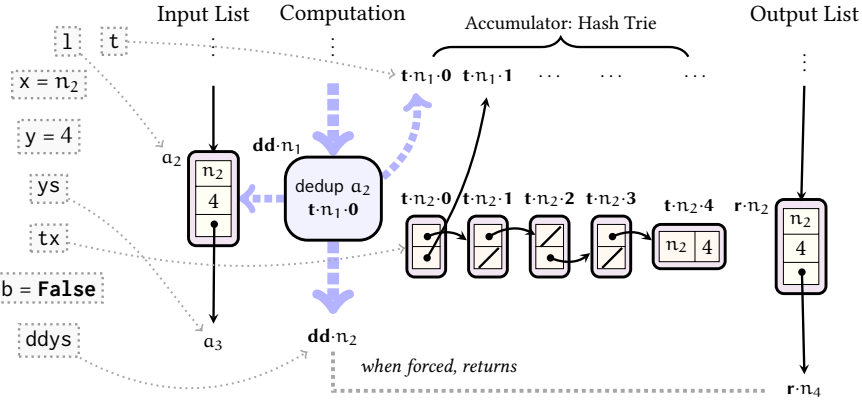 Input List
Computation
Accumulator: Hash Trie
Output List
l
t
x = n₂
y = 4
ys
tx
b = False
ddys
a₂
n₂
4
a₃
dd·n₁
dedup a₂
t·n₁·0
dd·n₂
when forced, returns
t·n₁·0 t·n₁·1 ... ... ...
t·n₂·0 t·n₂·1 t·n₂·2 t·n₂·3 t·n₂·4
n₂ 4
r·n₂
n₂
4
r·n₄